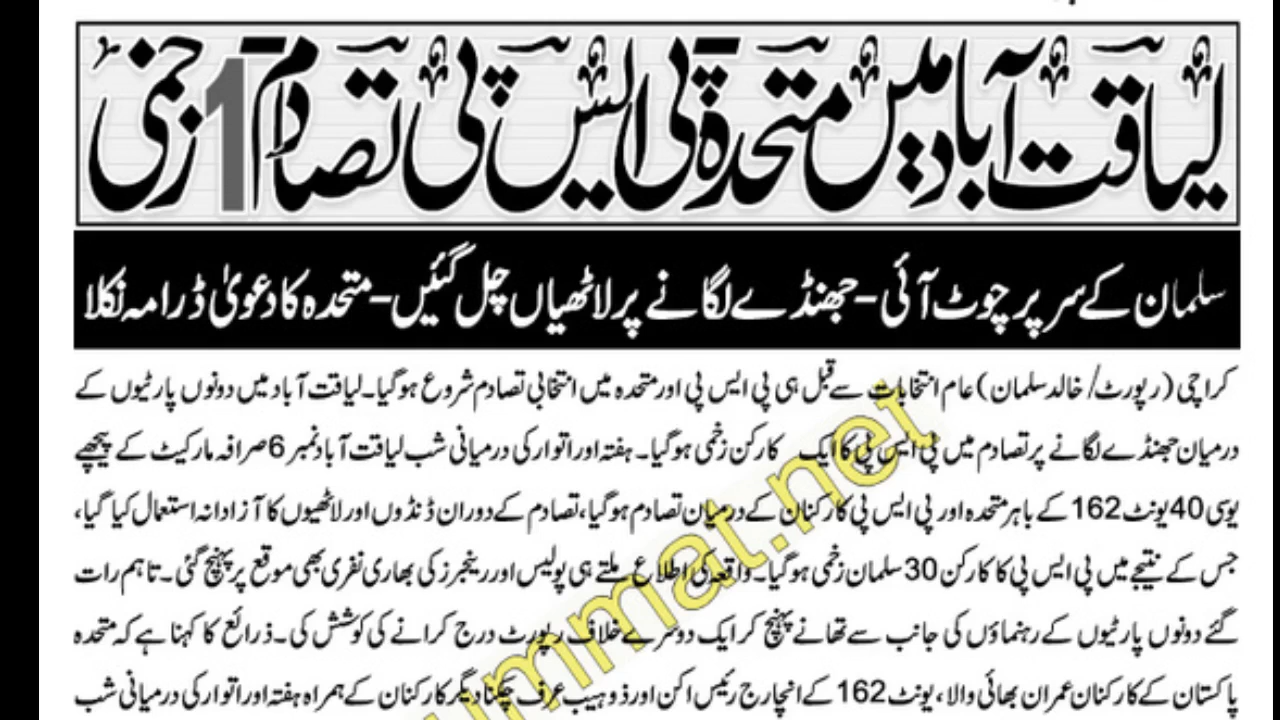 لیاقت آباد میں متحدہ پی ایس پی تصادم 1 زخمی
سلمان کے سر پر چوٹ آئی - جھنڈے لگانے پر لاٹھیاں چل گئیں - متحدہ کا دعویٰ ڈرامہ نکلا
کراچی (رپورٹ/ خالد سلمان) عام انتخابات سے قبل ہی پی ایس پی اور متحدہ میں انتخابی تصادم شروع ہوگیا۔ لیاقت آباد میں دونوں پارٹیوں کے
درمیان جھنڈے لگانے پر تصادم میں پی ایس پی کا ایک کارکن زخمی ہوگیا۔ ہفتہ اور اتوار کی درمیانی شب لیاقت آباد نمبر 6 صرافہ مارکیٹ کے پیچھے
یوسی 40 یونٹ 162 کے باہر متحدہ اور پی ایس پی کارکنان کے درمیان تصادم ہوگیا، تصادم کے دوران ڈنڈوں اور لاٹھیوں کا آزادانہ استعمال کیا گیا،
جس کے نتیجے میں پی ایس پی کا کارکن 30 سلمان زخمی ہوگیا۔ واقعہ کی اطلاع ملتے ہی پولیس اور رینجرز کی بھاری نفری بھی موقع پر پہنچ گئی۔ تاہم رات
گئے دونوں پارٹیوں کے رہنماؤں کی جانب سے تھانے پہنچ کر ایک دوسرے خلاف رپورٹ درج کرانے کی کوشش کی۔ ذرائع کا کہنا ہے کہ متحدہ
پاکستان کے کارکنان عمران بھائی والا، یونٹ 162 کے انچارج رئیس اکن اور ذوہیب عرف چکنا دیگر کارکنان کے ہمراہ ہفتہ اور اتوار کی درمیانی شب
ummat.net